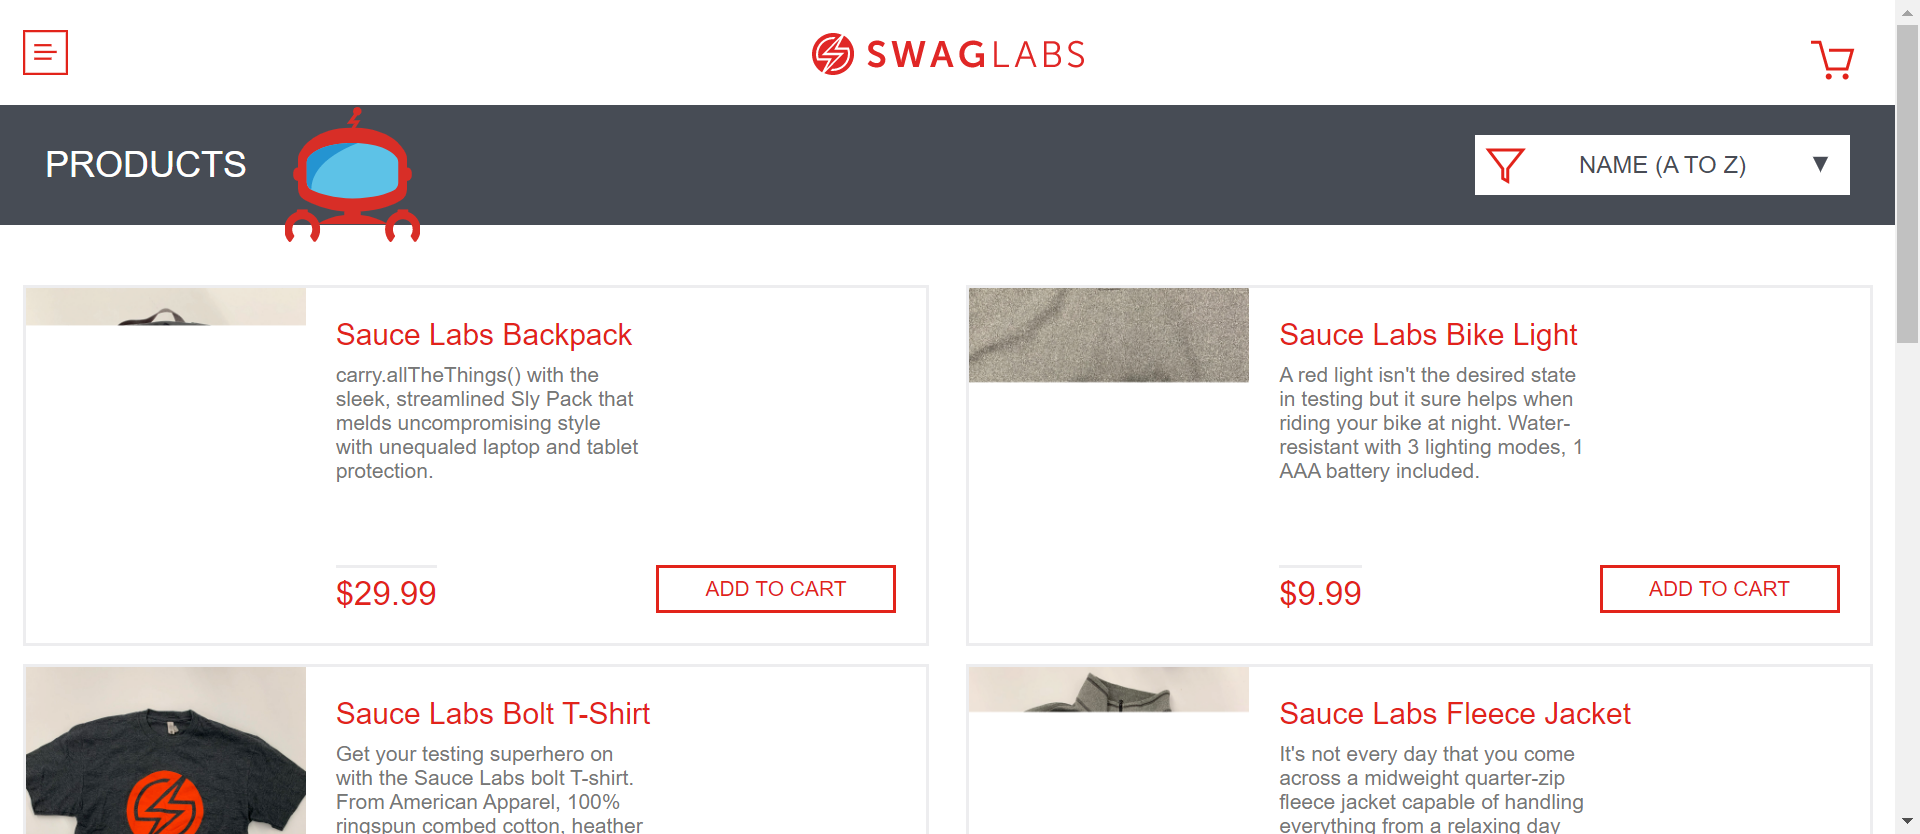 SWAGLABS
PRODUCTS
NAME (A TO Z)
Sauce Labs Backpack
carry.allTheThings() with the
sleek, streamlined Sly Pack that
melds uncompromising style
with unequaled laptop and tablet
protection.
$29.99
ADD TO CART
Sauce Labs Bike Light
A red light isn't the desired state
in testing but it sure helps when
riding your bike at night. Water-
resistant with 3 lighting modes, 1
AAA battery included.
$9.99
ADD TO CART
Sauce Labs Bolt T-Shirt
Get your testing superhero on
with the Sauce Labs bolt T-shirt.
From American Apparel, 100%
ringspun combed cotton, heather
Sauce Labs Fleece Jacket
It's not every day that you come
across a midweight quarter-zip
fleece jacket capable of handling
everything from a relaxing day